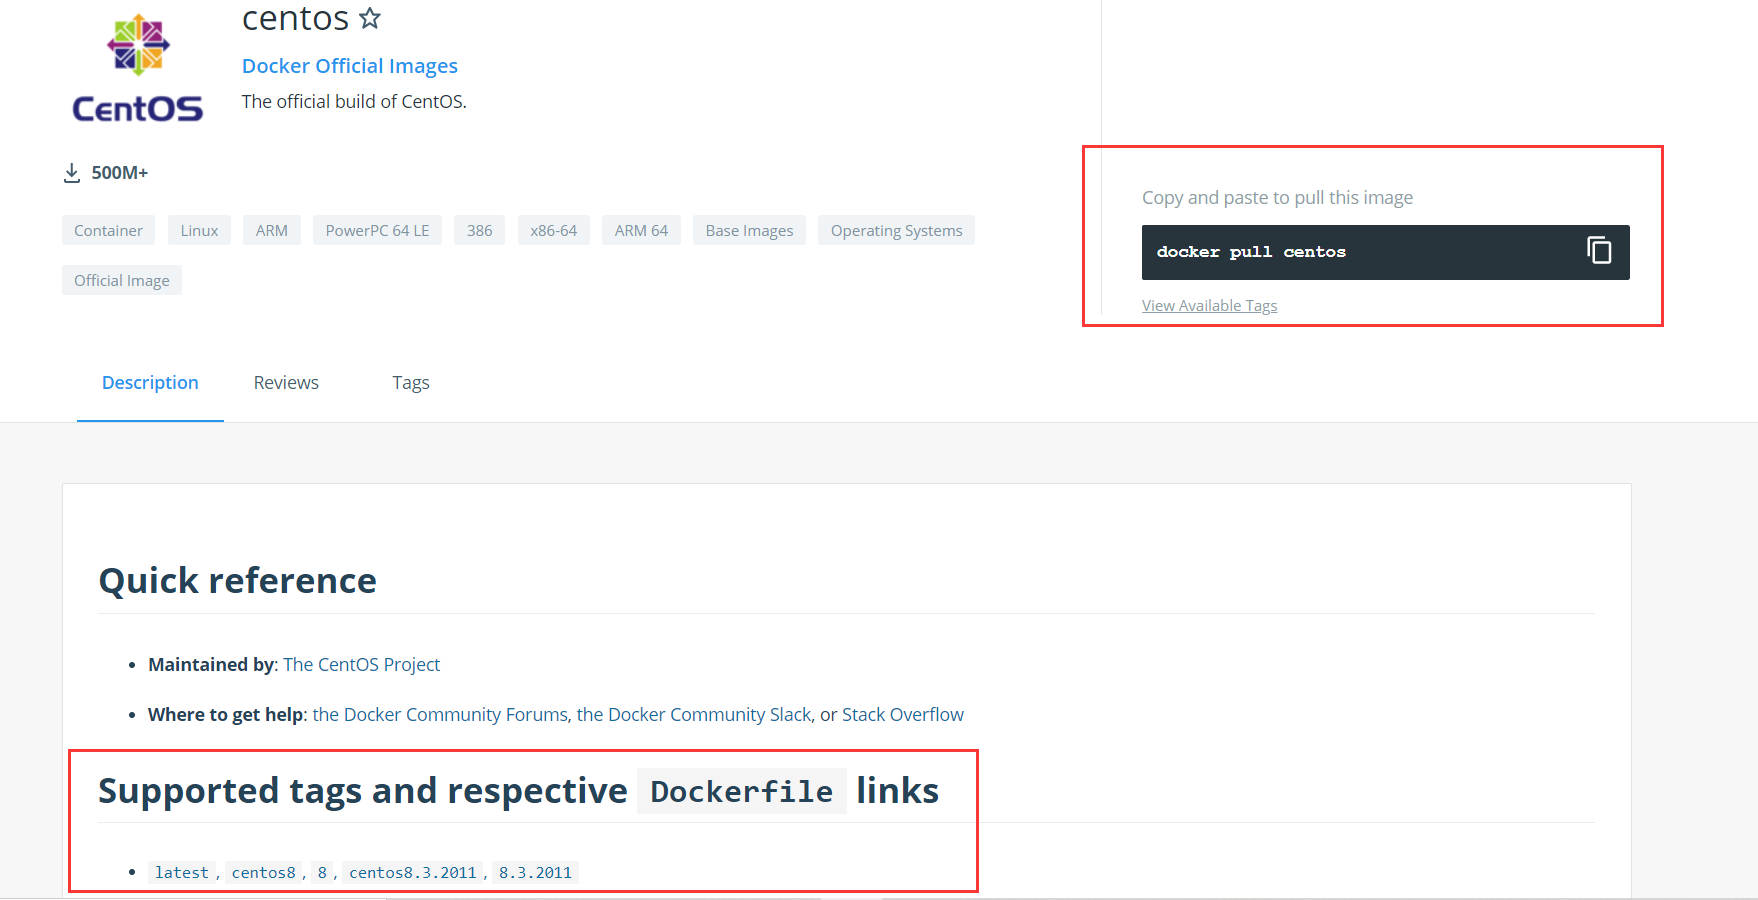 centos
Docker Official Images
CentOS
The official build of CentOS.
500M+
Copy and paste to pull this image
Container Linux ARM PowerPC 64 LE 386 x86-64 ARM 64 Base Images Operating Systems
docker pull centos
Official Image
View Available Tags
Description Reviews Tags
Quick reference
• Maintained by: The CentOS Project
• Where to get help: the Docker Community Forums, the Docker Community Slack, or Stack Overflow
Supported tags and respective Dockerfile links
• latest, centos8, 8, centos8.3.2011, 8.3.2011